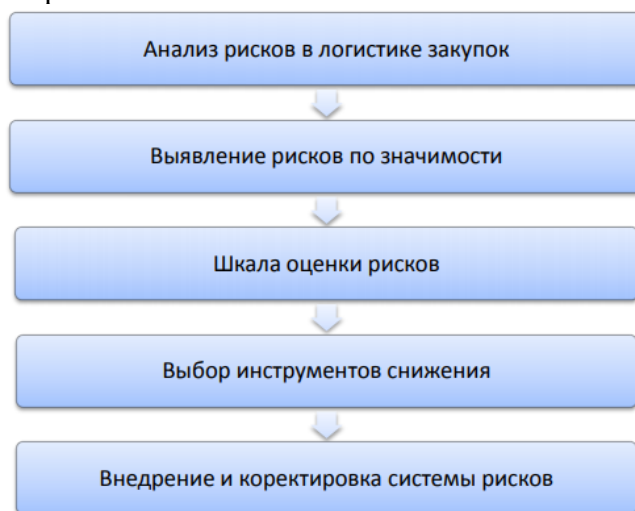 Анализ рисков в логистике закупок
Выявление рисков по значимости
Шкала оценки рисков
Выбор инструментов снижения
Внедрение и коректировка системы рисков